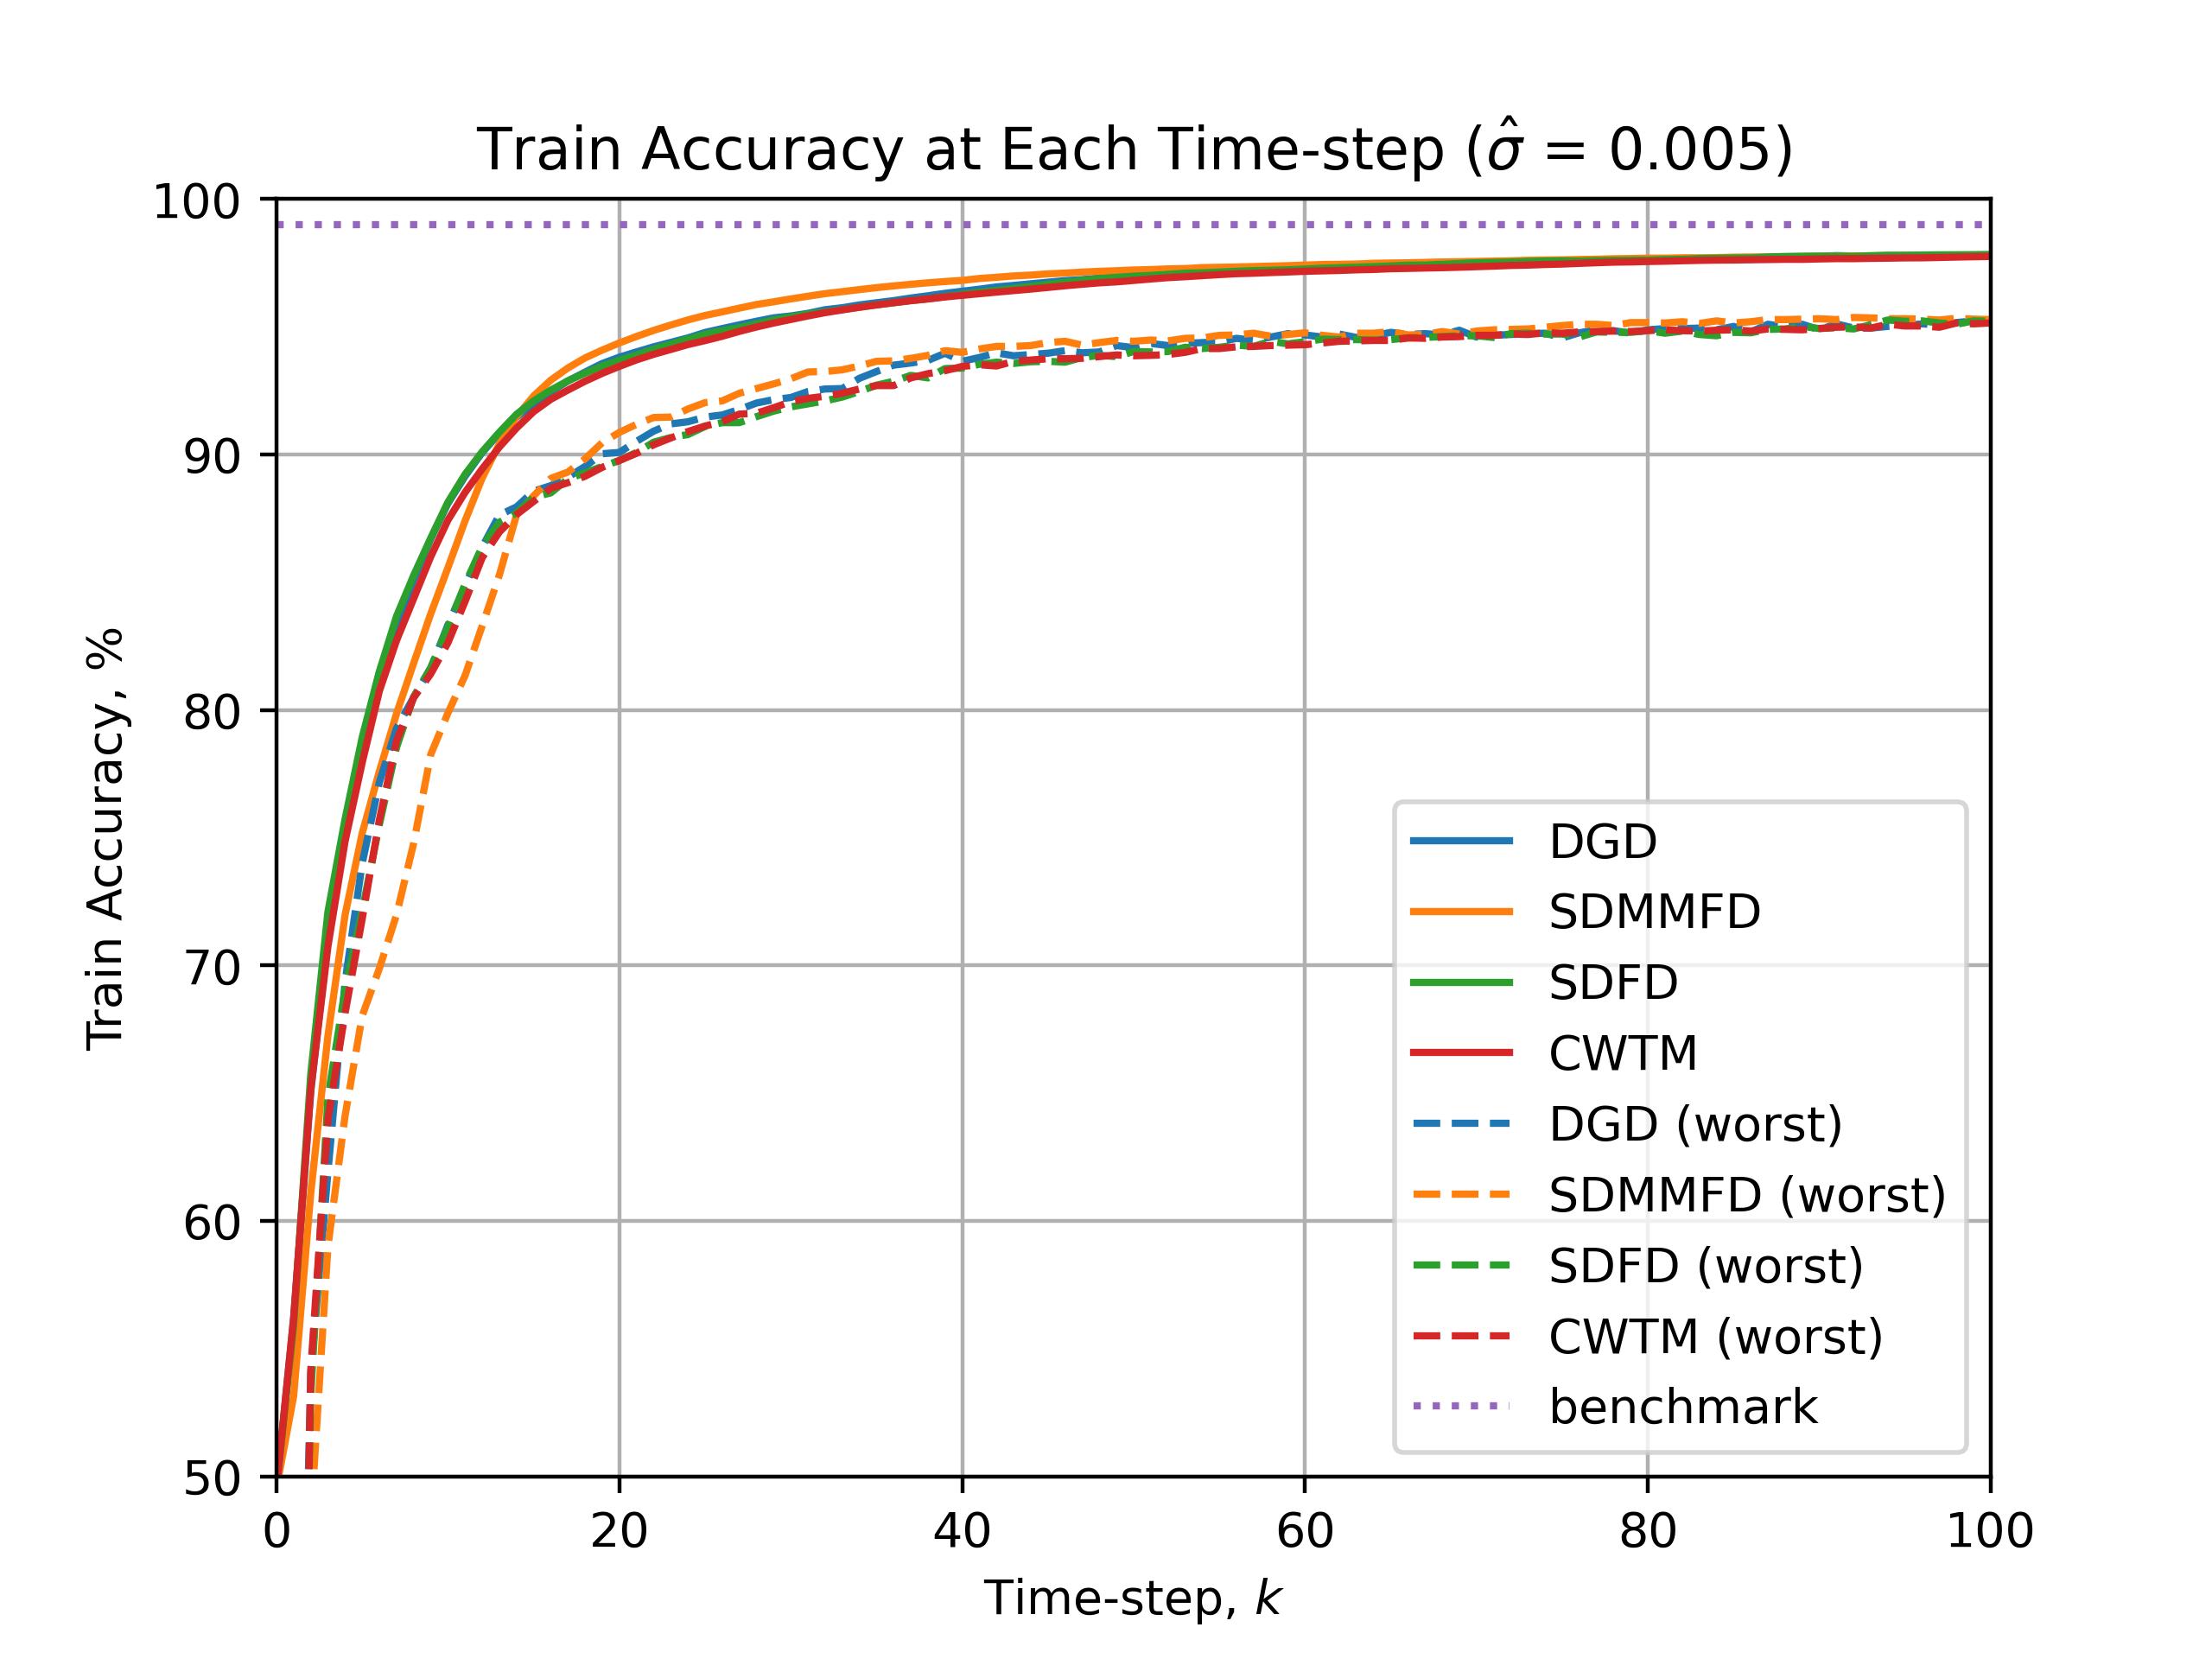 Train Accuracy at Each Time-step (σ̂ = 0.005)
Train Accuracy, %
100
90
80
70
60
50
0 20 40 60 80 100
Time-step, k
DGD
SDMMFD
SDFD
CWTM
DGD (worst)
SDMMFD (worst)
SDFD (worst)
CWTM (worst)
benchmark